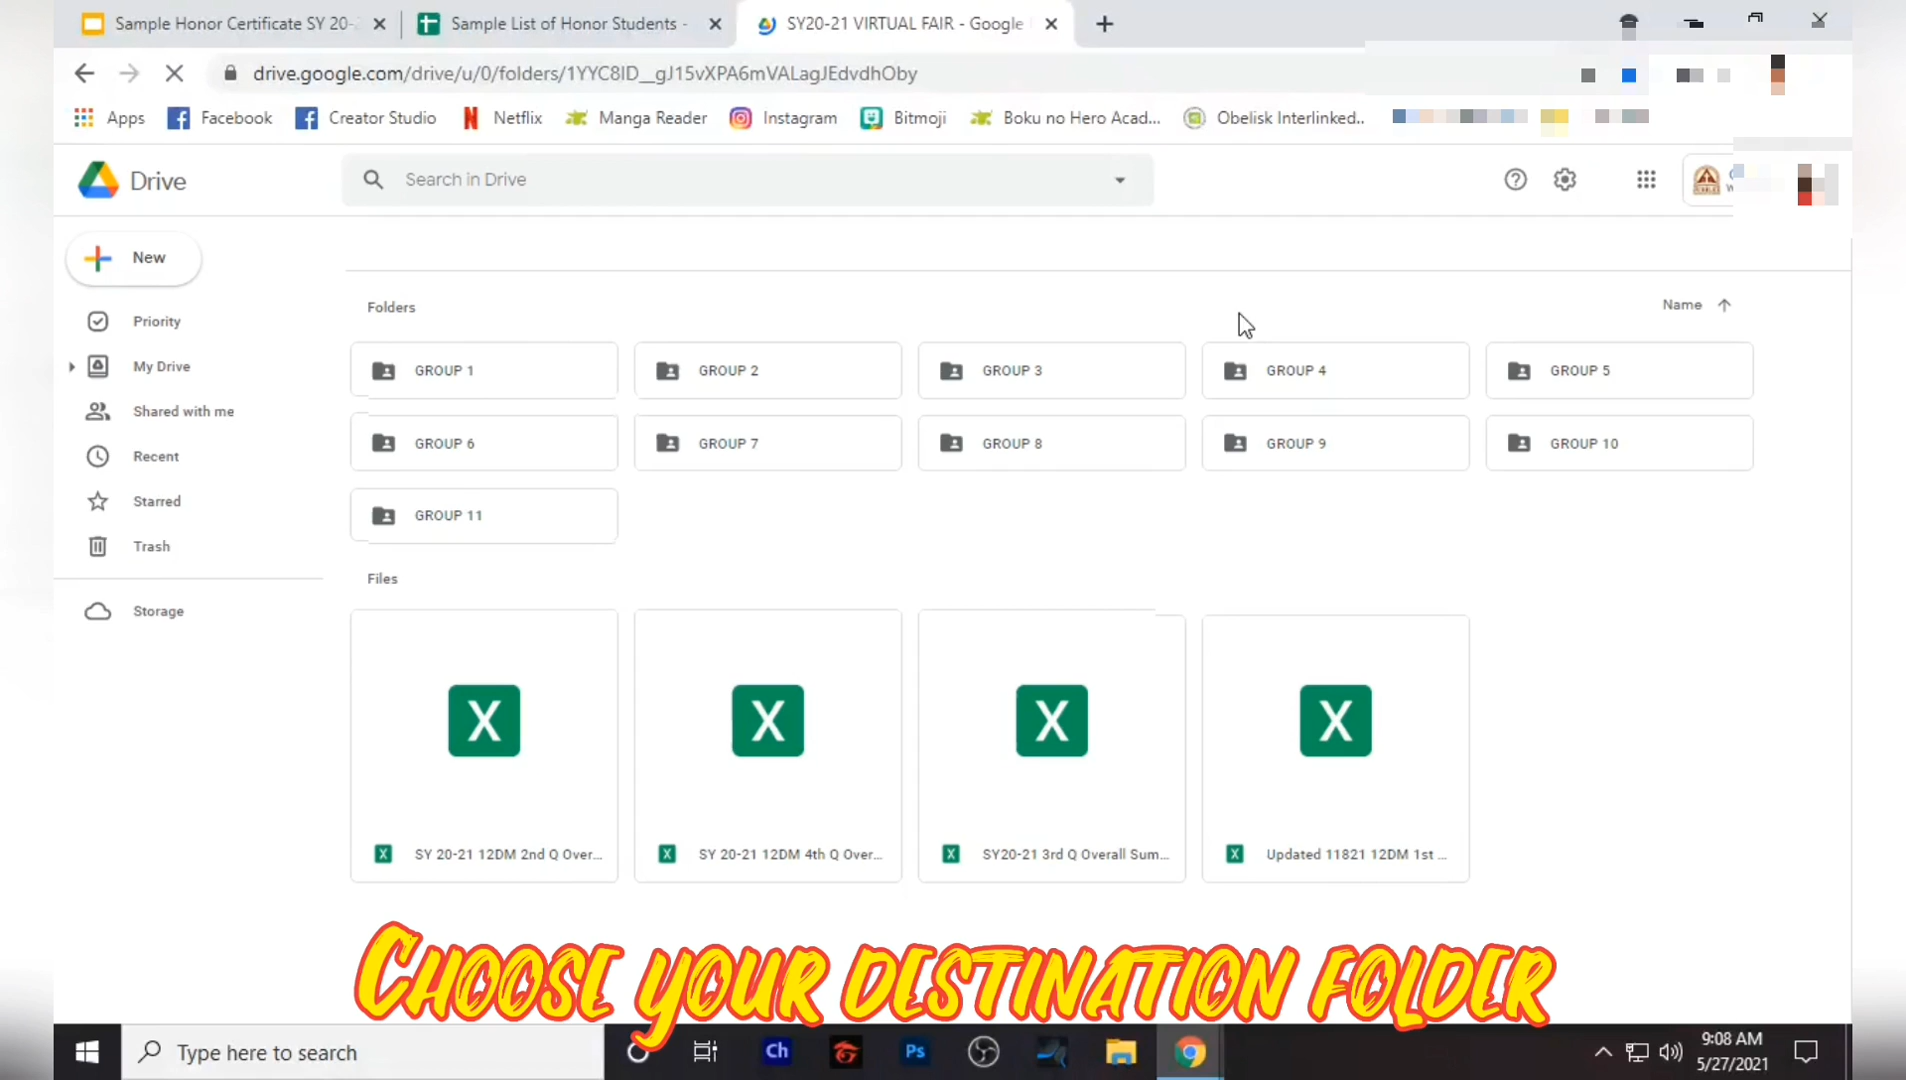 Sample Honor Certificate SY 20-2
Sample List of Honor Students -
SY20-21 VIRTUAL FAIR - Google
drive.google.com/drive/u/0/folders/1YYC8ID__gJ15vXPA6mVALagJEdvdhOby
Apps Facebook Creator Studio Netflix Manga Reader Instagram Bitmoji Boku no Hero Acad... Obelisk Interlinked..
Drive
Search in Drive
New
Priority
My Drive
Shared with me
Recent
Starred
Trash
Storage
Folders
Name
GROUP 1 GROUP 2 GROUP 3 GROUP 4 GROUP 5
GROUP 6 GROUP 7 GROUP 8 GROUP 9 GROUP 10
GROUP 11
Files
X X X X
SY 20-21 12DM 2nd Q Over... SY 20-21 12DM 4th Q Over... SY20-21 3rd Q Overall Sum... Updated 11821 12DM 1st ...
Choose your destination folder
Type here to search
Ch
Ps
9:08 AM
5/27/2021